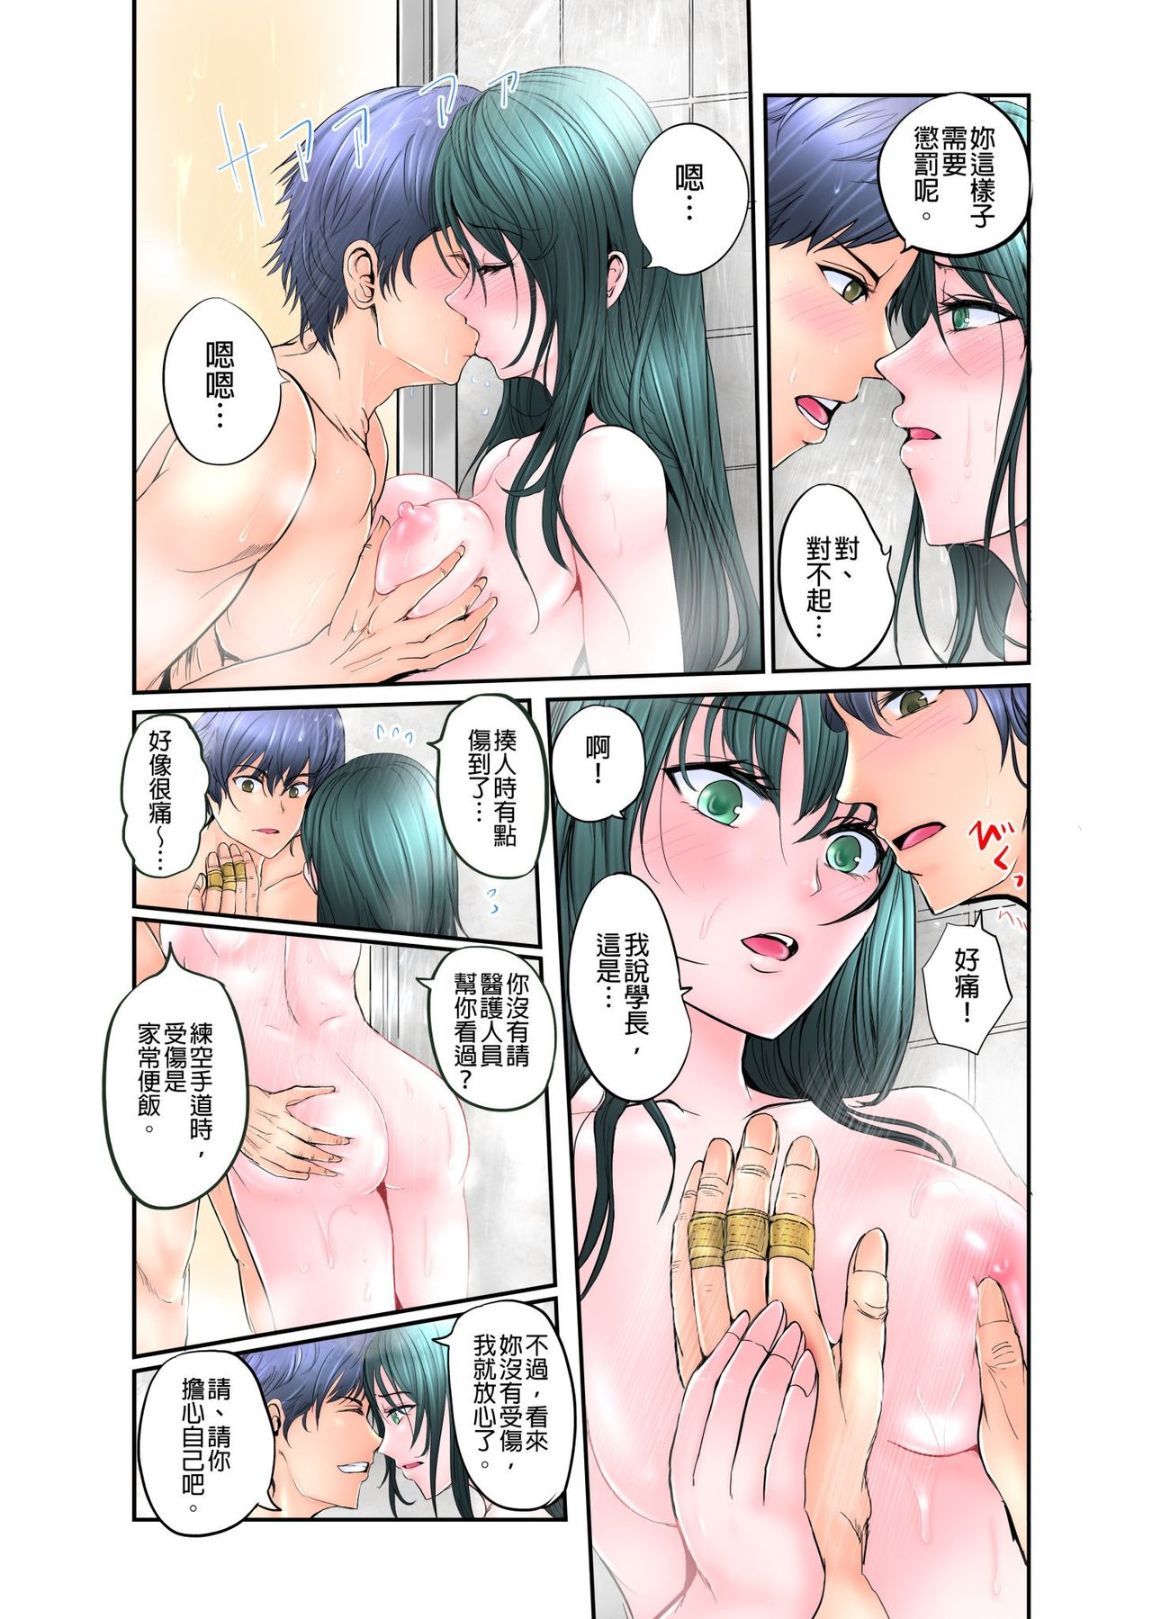 妳這樣子
需要
懲罰呢。
對、
對不起…
ザァァァァ
嗯…
嗯嗯…
啊！
びくっ
好痛！
我說學長，
這是…
揍人時有點
傷到了…
好像很痛～…
你沒有請
醫護人員
幫你看過？
練空手道時，
受傷是
家常便飯。
不過，看來
妳沒有受傷，
我就放心了。
請、請你
擔心自己吧。